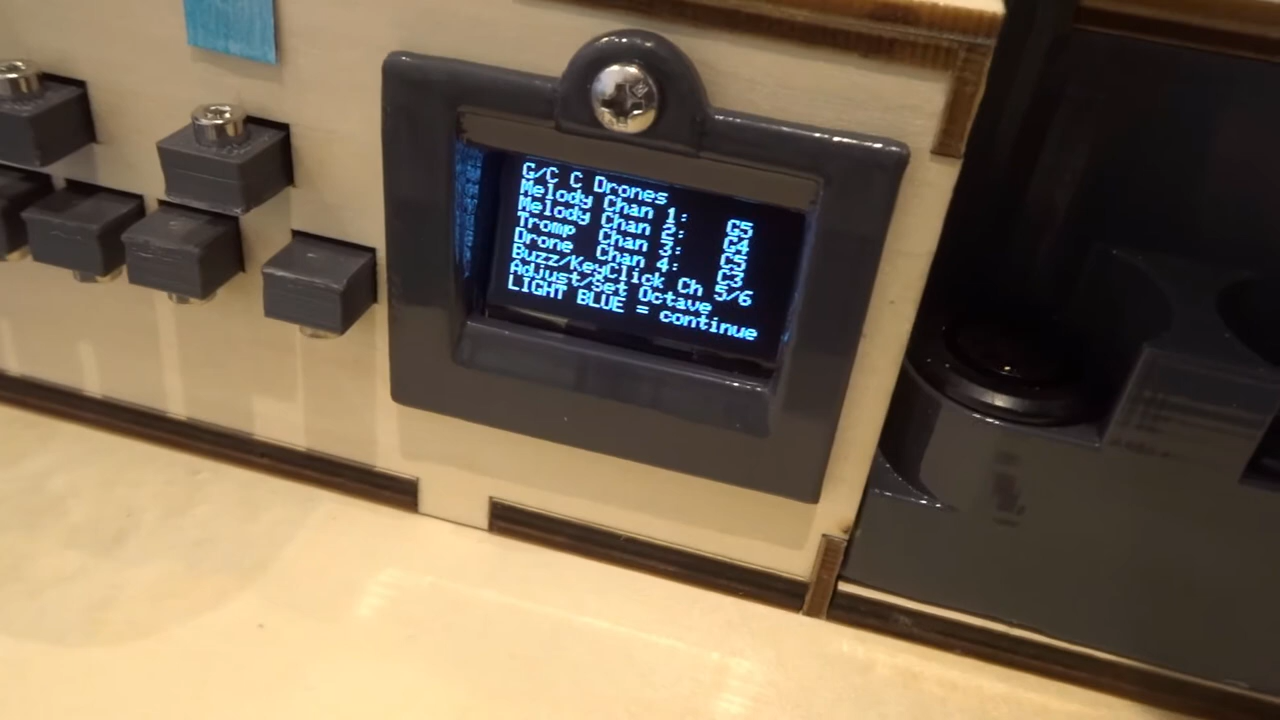 G/C C Drones
Melody Chan 1: G5
Melody Chan 2: G4
Tromp Chan 3: C5
Drone Chan 4: C3
Buzz/KeyClick Ch 5/6
Adjust/Set Octave
LIGHT BLUE = continue